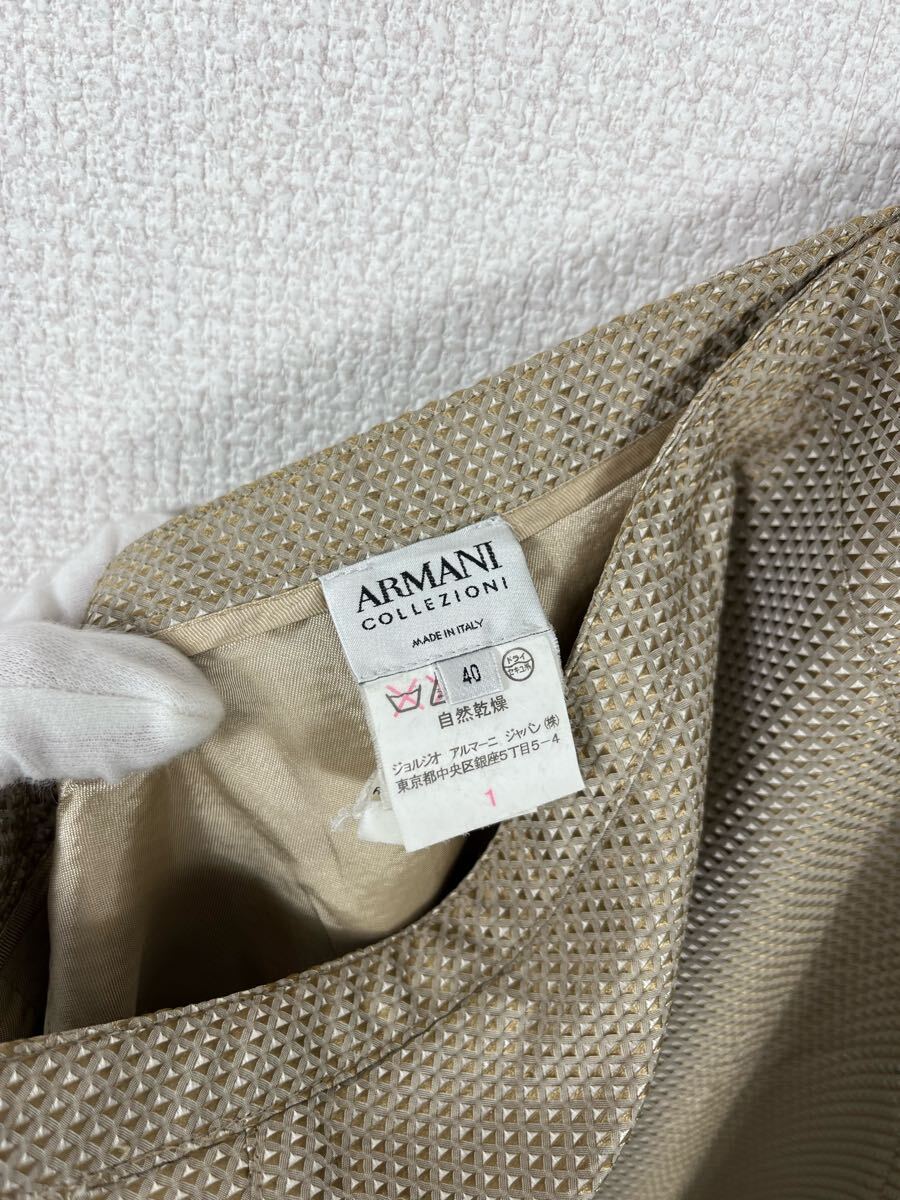 ARMANI
COLLEZIONI
MADE IN ITALY
40
ドライ
セキユ系
自然乾燥
ジョルジオ アルマーニ ジャパン(株)
東京都中央区銀座5丁目5-4
1